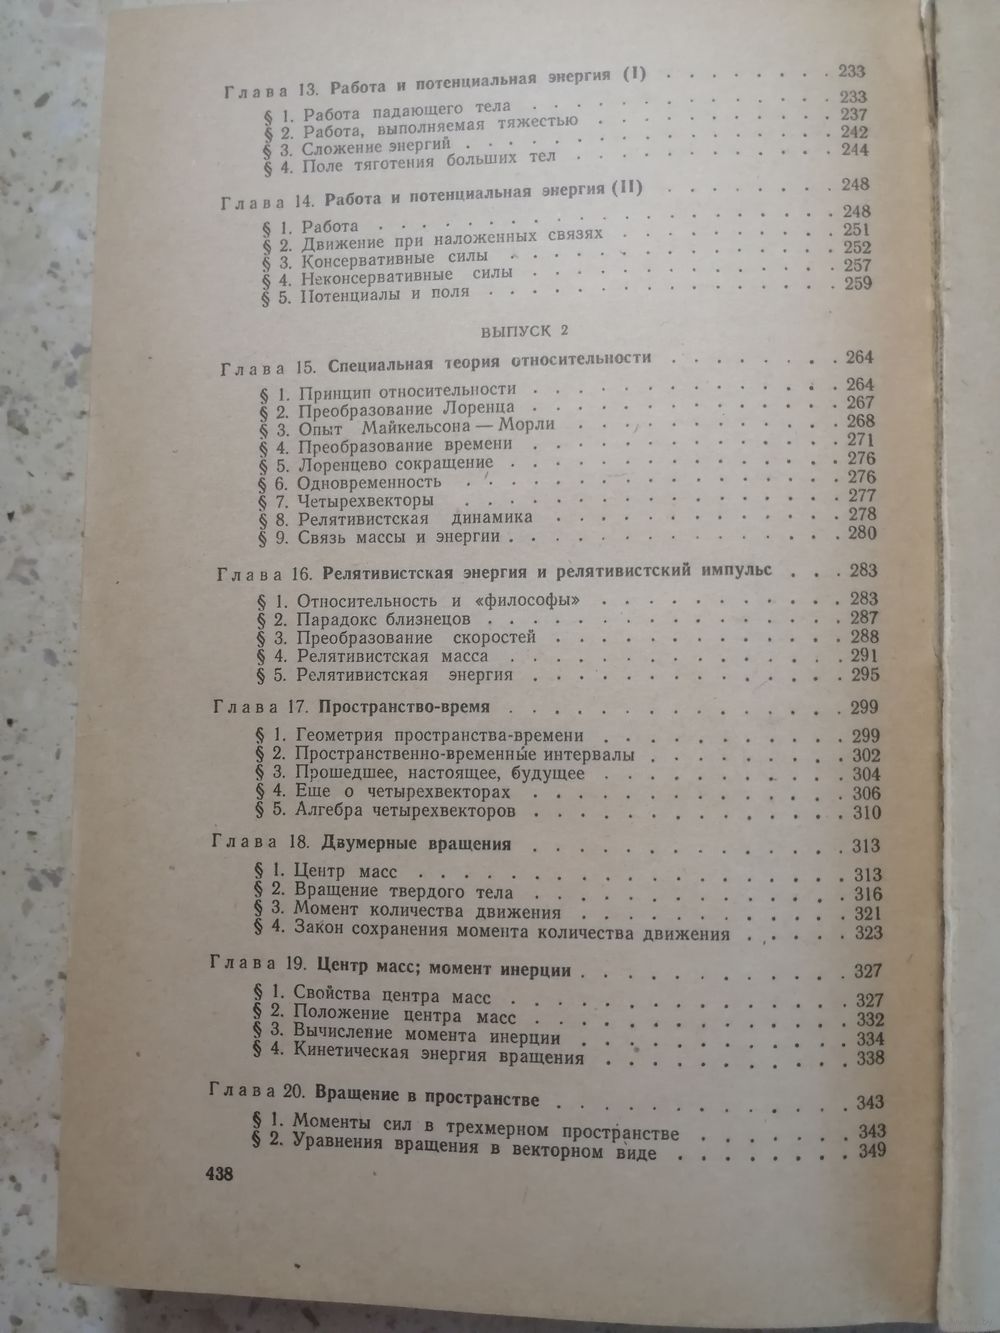 Глава 13. Работа и потенциальная энергия (I) . . . . . . . . 233
§ 1. Работа падающего тела . . . . . . . . . . . . . . 233
§ 2. Работа, выполняемая тяжестью . . . . . . . . . . . 237
§ 3. Сложение энергий . . . . . . . . . . . . . . . . . 242
§ 4. Поле тяготения больших тел . . . . . . . . . . . . 244
Глава 14. Работа и потенциальная энергия (II) . . . . . . . . 248
§ 1. Работа . . . . . . . . . . . . . . . . . . . . . 248
§ 2. Движение при наложенных связях . . . . . . . . . . 251
§ 3. Консервативные силы . . . . . . . . . . . . . . . 252
§ 4. Неконсервативные силы . . . . . . . . . . . . . . 257
§ 5. Потенциалы и поля . . . . . . . . . . . . . . . . 259
ВЫПУСК 2
Глава 15. Специальная теория относительности . . . . . . . . 264
§ 1. Принцип относительности . . . . . . . . . . . . . 264
§ 2. Преобразование Лоренца . . . . . . . . . . . . . . 267
§ 3. Опыт Майкельсона — Морли . . . . . . . . . . . . 268
§ 4. Преобразование времени . . . . . . . . . . . . . . 271
§ 5. Лоренцево сокращение . . . . . . . . . . . . . . . 276
§ 6. Одновременность . . . . . . . . . . . . . . . . . 276
§ 7. Четырехвекторы . . . . . . . . . . . . . . . . . 277
§ 8. Релятивистская динамика . . . . . . . . . . . . . 278
§ 9. Связь массы и энергии . . . . . . . . . . . . . . 280
Глава 16. Релятивистская энергия и релятивистский импульс . . . 283
§ 1. Относительность и «философы» . . . . . . . . . . . 283
§ 2. Парадокс близнецов . . . . . . . . . . . . . . . . 287
§ 3. Преобразование скоростей . . . . . . . . . . . . . 288
§ 4. Релятивистская масса . . . . . . . . . . . . . . . 291
§ 5. Релятивистская энергия . . . . . . . . . . . . . . 295
Глава 17. Пространство-время . . . . . . . . . . . . . . . 299
§ 1. Геометрия пространства-времени . . . . . . . . . . 299
§ 2. Пространственно-временные интервалы . . . . . . . . 302
§ 3. Прошедшее, настоящее, будущее . . . . . . . . . . . 304
§ 4. Еще о четырехвекторах . . . . . . . . . . . . . . 306
§ 5. Алгебра четырехвекторов . . . . . . . . . . . . . 310
Глава 18. Двумерные вращения . . . . . . . . . . . . . . 313
§ 1. Центр масс . . . . . . . . . . . . . . . . . . . 313
§ 2. Вращение твердого тела . . . . . . . . . . . . . . 316
§ 3. Момент количества движения . . . . . . . . . . . . 321
§ 4. Закон сохранения момента количества движения . . . . . 323
Глава 19. Центр масс; момент инерции . . . . . . . . . . . . 327
§ 1. Свойства центра масс . . . . . . . . . . . . . . . 327
§ 2. Положение центра масс . . . . . . . . . . . . . . 332
§ 3. Вычисление момента инерции . . . . . . . . . . . . 334
§ 4. Кинетическая энергия вращения . . . . . . . . . . . 338
Глава 20. Вращение в пространстве . . . . . . . . . . . . . 343
§ 1. Моменты сил в трехмерном пространстве . . . . . . . 343
§ 2. Уравнения вращения в векторном виде . . . . . . . . 349
438